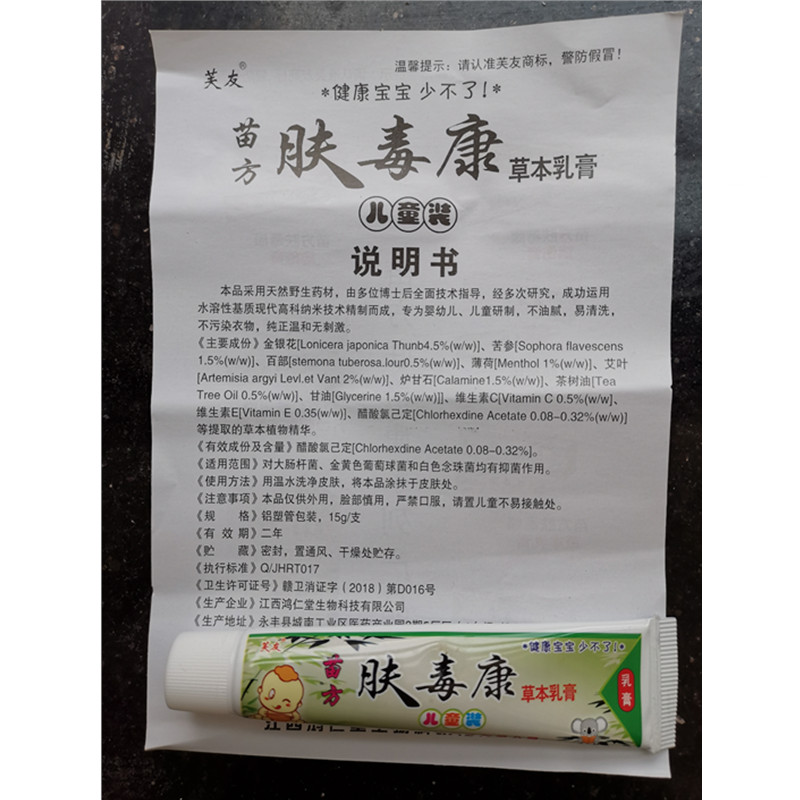 芙友®
温馨提示：请认准芙友商标，警防假冒！
*健康宝宝 少不了！*
苗方 肤毒康 草本乳膏
儿童装
说明书
本品采用天然野生药材，由多位博士后全面技术指导，经多次研究，成功运用
水溶性基质现代高科纳米技术精制而成，专为婴幼儿、儿童研制，不油腻，易清洗，
不污染衣物，纯正温和无刺激。
《主要成份》金银花[Lonicera japonica Thunb4.5%(w/w)]、苦参[Sophora flavescens
1.5%(w/w)]、百部[stemona tuberosa.lour0.5%(w/w)]、薄荷[Menthol 1%(w/w)]、艾叶
[Artemisia argyi Levl.et Vant 2%(w/w)]、炉甘石[Calamine1.5%(w/w)]、茶树油[Tea
Tree Oil 0.5%(w/w)]、甘油[Glycerine 1.5%(w/w)]]、维生素C[Vitamin C 0.5%(w/w]、
维生素E[Vitamin E 0.35(w/w)]、醋酸氯己定[Chlorhexdine Acetate 0.08-0.32%(w/w)]
等提取的草本植物精华。
《有效成份及含量》醋酸氯己定[Chlorhexdine Acetate 0.08-0.32%]。
《适用范围》对大肠杆菌、金黄色葡萄球菌和白色念珠菌均有抑菌作用。
《使用方法》用温水洗净皮肤，将本品涂抹于皮肤处。
《注意事项》本品仅供外用，脸部慎用，严禁口服，请置儿童不易接触处。
《规 格》铝塑管包装，15g/支
《有 效 期》二年
《贮 藏》密封，置通风、干燥处贮存。
《执行标准》Q/JHRT017
《卫生许可证号》赣卫消证字（2018）第D016号
《生产企业》江西鸿仁堂生物科技有限公司
《生产地址》永丰县城南工业区医药产业园
芙友
*健康宝宝 少不了！*
苗方 肤毒康 草本乳膏
儿童装
乳膏